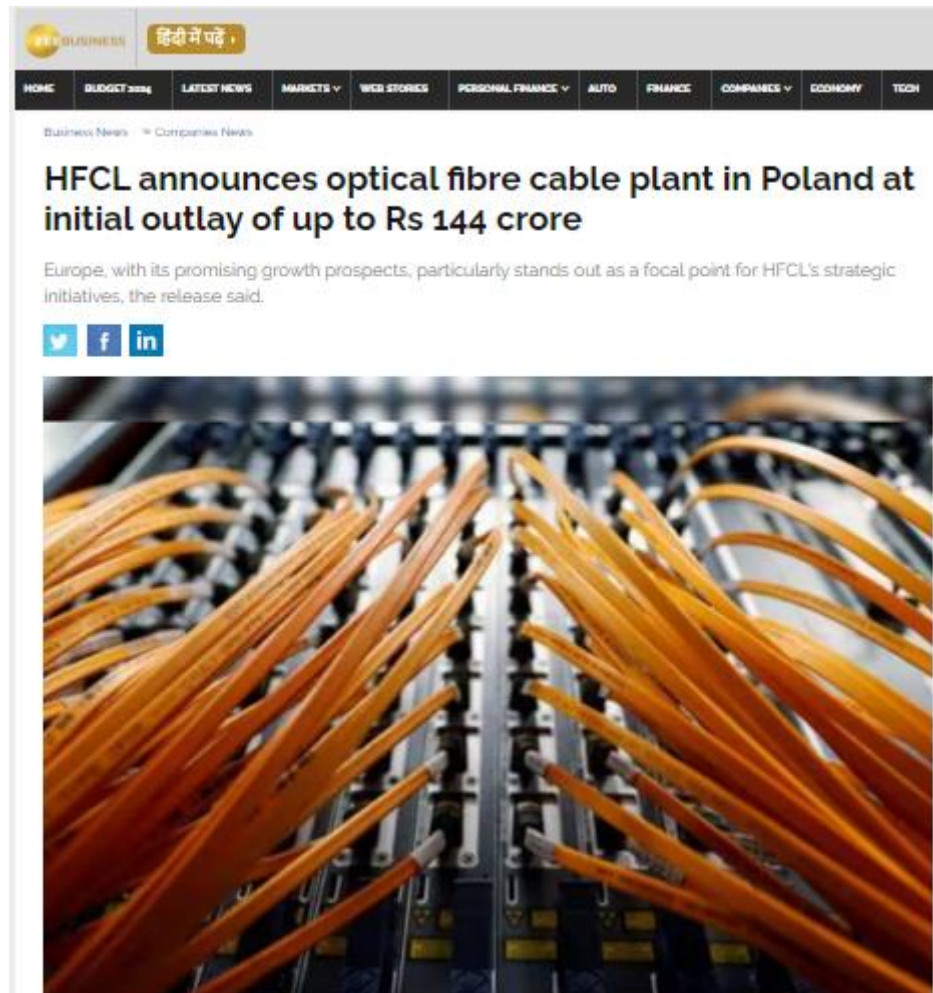 ZEE BUSINESS
हिंदी में पढ़ें ›
HOME BUDGET 2024 LATEST NEWS MARKETS WEB STORIES PERSONAL FINANCE AUTO FINANCE COMPANIES ECONOMY TECH
Business News » Companies News
HFCL announces optical fibre cable plant in Poland at
initial outlay of up to Rs 144 crore
Europe, with its promising growth prospects, particularly stands out as a focal point for HFCL's strategic
initiatives, the release said.
f in